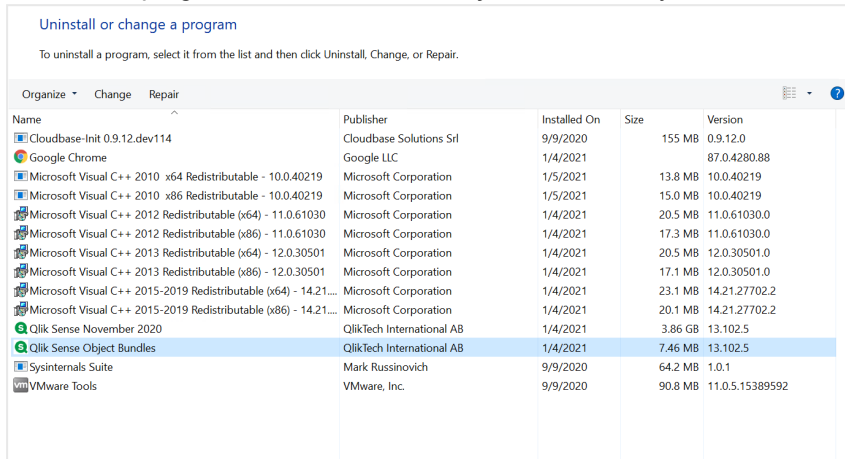 Uninstall or change a program
To uninstall a program, select it from the list and then click Uninstall, Change, or Repair.
Organize Change Repair
Name Publisher Installed On Size Version
Cloudbase-Init 0.9.12.dev114 Cloudbase Solutions Srl 9/9/2020 155 MB 0.9.12.0
Google Chrome Google LLC 1/4/2021 87.0.4280.88
Microsoft Visual C++ 2010 x64 Redistributable - 10.0.40219 Microsoft Corporation 1/5/2021 13.8 MB 10.0.40219
Microsoft Visual C++ 2010 x86 Redistributable - 10.0.40219 Microsoft Corporation 1/5/2021 15.0 MB 10.0.40219
Microsoft Visual C++ 2012 Redistributable (x64) - 11.0.61030 Microsoft Corporation 1/4/2021 20.5 MB 11.0.61030.0
Microsoft Visual C++ 2012 Redistributable (x86) - 11.0.61030 Microsoft Corporation 1/4/2021 17.3 MB 11.0.61030.0
Microsoft Visual C++ 2013 Redistributable (x64) - 12.0.30501 Microsoft Corporation 1/4/2021 20.5 MB 12.0.30501.0
Microsoft Visual C++ 2013 Redistributable (x86) - 12.0.30501 Microsoft Corporation 1/4/2021 17.1 MB 12.0.30501.0
Microsoft Visual C++ 2015-2019 Redistributable (x64) - 14.21.... Microsoft Corporation 1/4/2021 23.1 MB 14.21.27702.2
Microsoft Visual C++ 2015-2019 Redistributable (x86) - 14.21.... Microsoft Corporation 1/4/2021 20.1 MB 14.21.27702.2
Qlik Sense November 2020 QlikTech International AB 1/4/2021 3.86 GB 13.102.5
Qlik Sense Object Bundles QlikTech International AB 1/4/2021 7.46 MB 13.102.5
Sysinternals Suite Mark Russinovich 9/9/2020 64.2 MB 1.0.1
vm VMware Tools VMware, Inc. 9/9/2020 90.8 MB 11.0.5.15389592